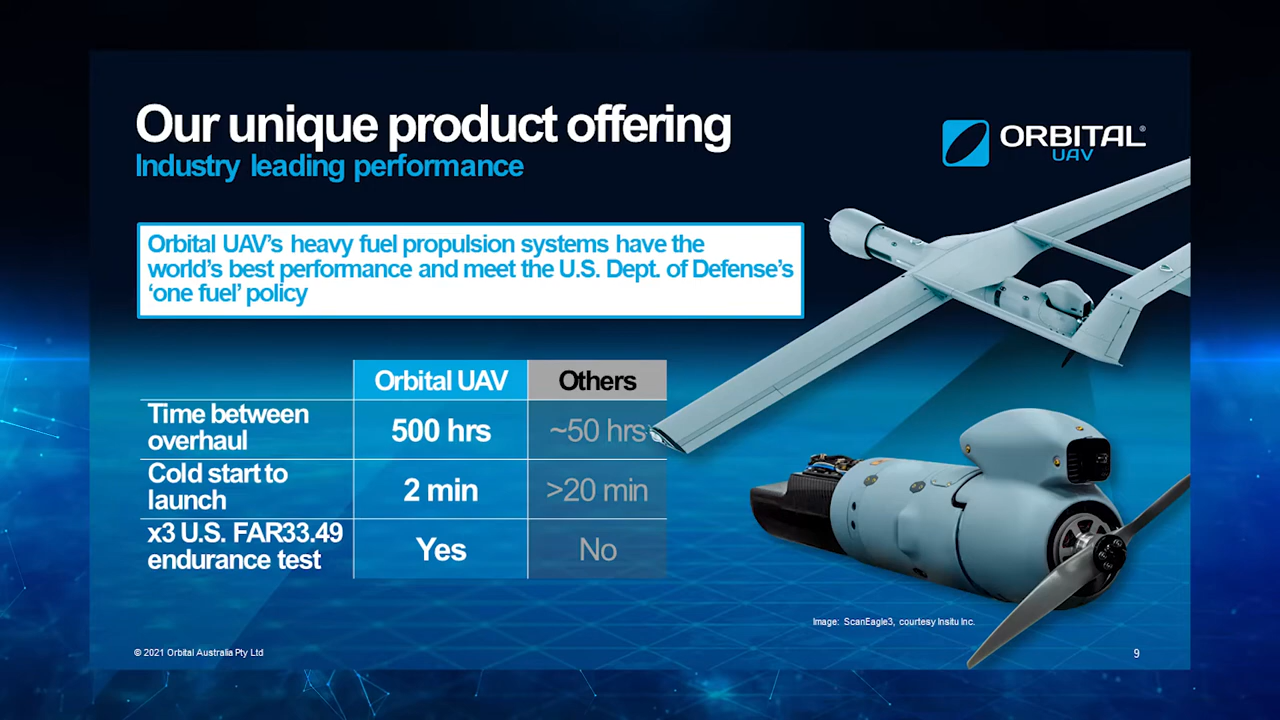 Our unique product offering
Industry leading performance
ORBITAL®
UAV
Orbital UAV’s heavy fuel propulsion systems have the
world’s best performance and meet the U.S. Dept. of Defense’s
‘one fuel’ policy
Orbital UAV Others
Time between
overhaul
500 hrs ~50 hrs
Cold start to
launch
2 min >20 min
x3 U.S. FAR33.49
endurance test
Yes No
Image: ScanEagle3, courtesy Insitu Inc.
© 2021 Orbital Australia Pty Ltd
9